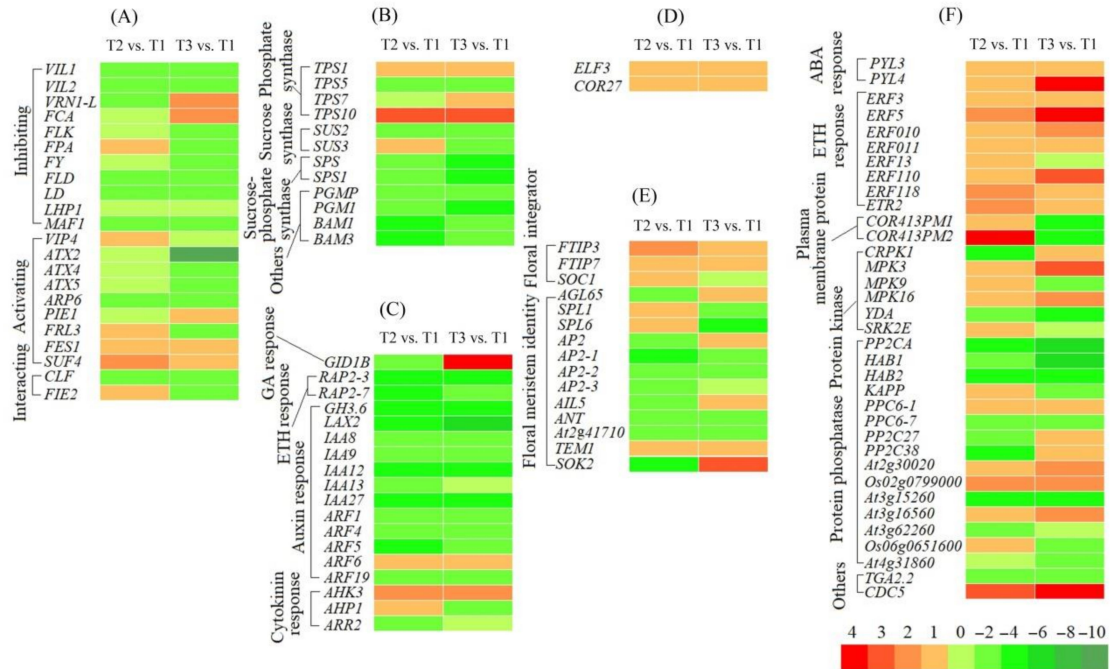 (A)
T2 vs. T1 T3 vs. T1
Inhibiting
VIL1
VIL2
VRN1-L
FCA
FLK
FPA
FY
FLD
LD
LHP1
MAF1
Activating
VIP4
ATX2
ATX4
ATX5
ARP6
PIE1
FRL3
FES1
SUF4
Interacting
CLF
FIE2
(B)
T2 vs. T1 T3 vs. T1
Phosphate
synthase
TPS1
TPS5
TPS7
TPS10
Sucrose
synthase
SUS2
SUS3
Sucrose-
phosphate
synthase
SPS
SPS1
Others
PGMP
PGM1
BAM1
BAM3
(C)
T2 vs. T1 T3 vs. T1
GA response
GID1B
ETH response
RAP2-3
RAP2-7
Auxin response
GH3.6
LAX2
IAA8
IAA9
IAA12
IAA13
IAA27
ARF1
ARF4
ARF5
ARF6
ARF19
Cytokinin
response
AHK3
AHP1
ARR2
(D)
T2 vs. T1 T3 vs. T1
ELF3
COR27
(E)
T2 vs. T1 T3 vs. T1
Floral integrator
FTIP3
FTIP7
SOC1
Floral meristem identity
AGL65
SPL1
SPL6
AP2
AP2-1
AP2-2
AP2-3
AIL5
ANT
At2g41710
TEM1
SOK2
(F)
T2 vs. T1 T3 vs. T1
ABA
response
PYL3
PYL4
ETH
response
ERF3
ERF5
ERF010
ERF011
ERF13
ERF110
ERF118
ETR2
Plasma
membrane protein
COR413PM1
COR413PM2
Protein kinase
CRPK1
MPK3
MPK9
MPK16
YDA
SRK2E
Protein phosphatase
PP2CA
HAB1
HAB2
KAPP
PPC6-1
PPC6-7
PP2C27
PP2C38
At2g30020
Os02g0799000
At3g15260
At3g16560
At3g62260
Os06g0651600
At4g31860
Others
TGA2.2
CDC5
4 3 2 1 0 −2 −4 −6 −8 −10